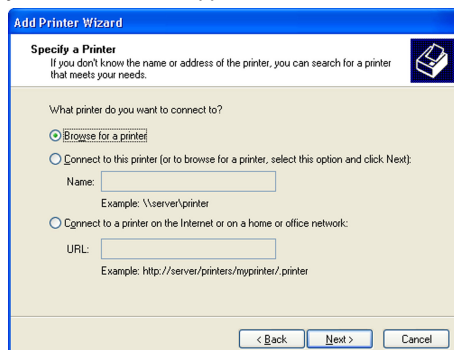 Add Printer Wizard
Specify a Printer
If you don't know the name or address of the printer, you can search for a printer
that meets your needs.
What printer do you want to connect to?
Browse for a printer
Connect to this printer (or to browse for a printer, select this option and click Next):
Name:
Example: \\server\printer
Connect to a printer on the Internet or on a home or office network:
URL:
Example: http://server/printers/myprinter/.printer
< Back Next > Cancel